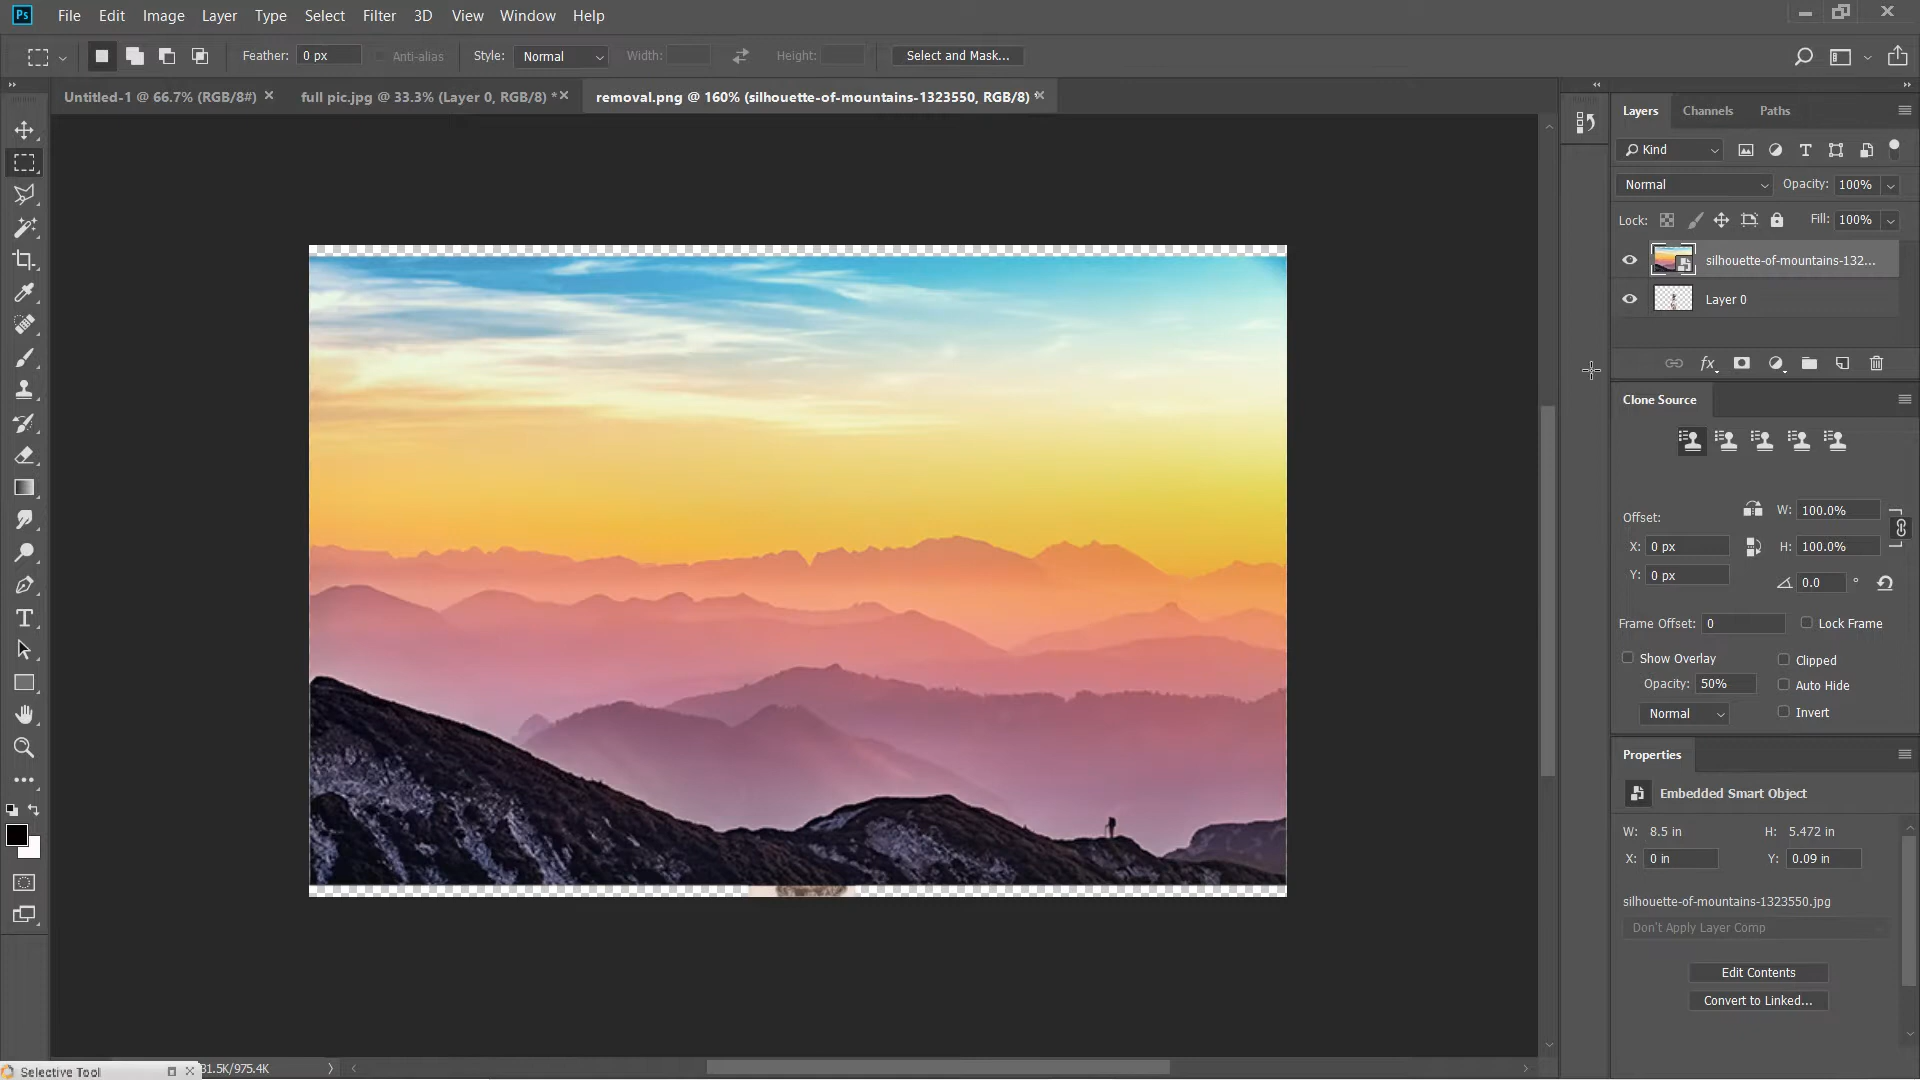 Ps File Edit Image Layer Type Select Filter 3D View Window Help
Feather: 0 px Anti-alias Style: Normal Width: Height: Select and Mask...
Untitled-1 @ 66.7% (RGB/8#) full pic.jpg @ 33.3% (Layer 0, RGB/8) * removal.png @ 160% (silhouette-of-mountains-1323550, RGB/8)
Layers Channels Paths
Kind
Normal Opacity: 100%
Lock: Fill: 100%
silhouette-of-mountains-132...
Layer 0
Clone Source
W: 100.0%
Offset:
X: 0 px H: 100.0%
Y: 0 px 0.0 °
Frame Offset: 0 Lock Frame
Show Overlay Clipped
Opacity: 50% Auto Hide
Normal Invert
Properties
Embedded Smart Object
W: 8.5 in H: 5.472 in
X: 0 in Y: 0.09 in
silhouette-of-mountains-1323550.jpg
Don't Apply Layer Comp
Edit Contents
Convert to Linked...
Selective Tool 31.5K/975.4K